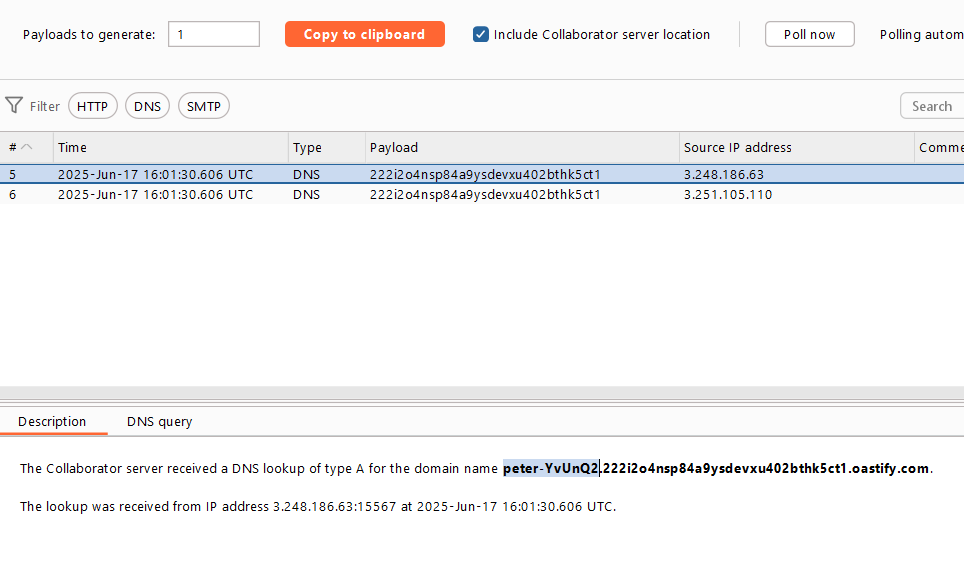 Payloads to generate: 1 Copy to clipboard Include Collaborator server location Poll now Polling autom
Filter HTTP DNS SMTP Search
# Time Type Payload Source IP address Comme
5 2025-Jun-17 16:01:30.606 UTC DNS 222i2o4nsp84a9ysdevxu402bthk5ct1 3.248.186.63
6 2025-Jun-17 16:01:30.606 UTC DNS 222i2o4nsp84a9ysdevxu402bthk5ct1 3.251.105.110
Description DNS query
The Collaborator server received a DNS lookup of type A for the domain name peter-YvUnQ2.222i2o4nsp84a9ysdevxu402bthk5ct1.oastify.com.
The lookup was received from IP address 3.248.186.63:15567 at 2025-Jun-17 16:01:30.606 UTC.